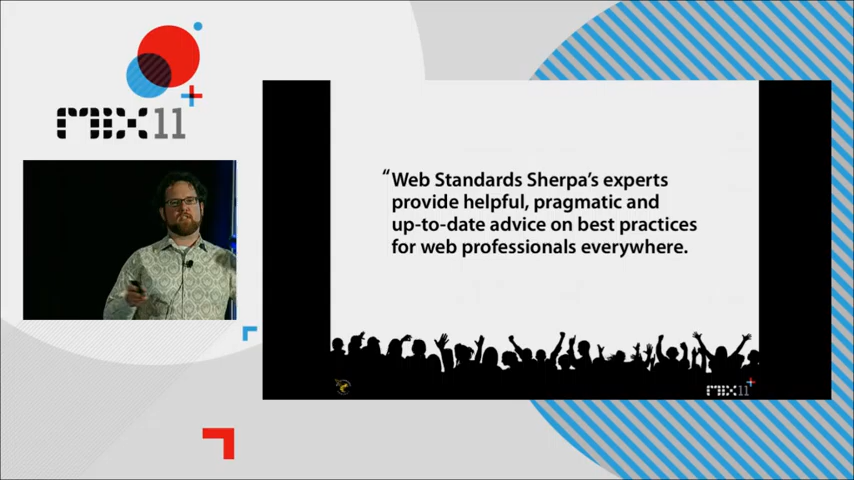 MIX11
“Web Standards Sherpa’s experts
provide helpful, pragmatic and
up-to-date advice on best practices
for web professionals everywhere.
MIX11